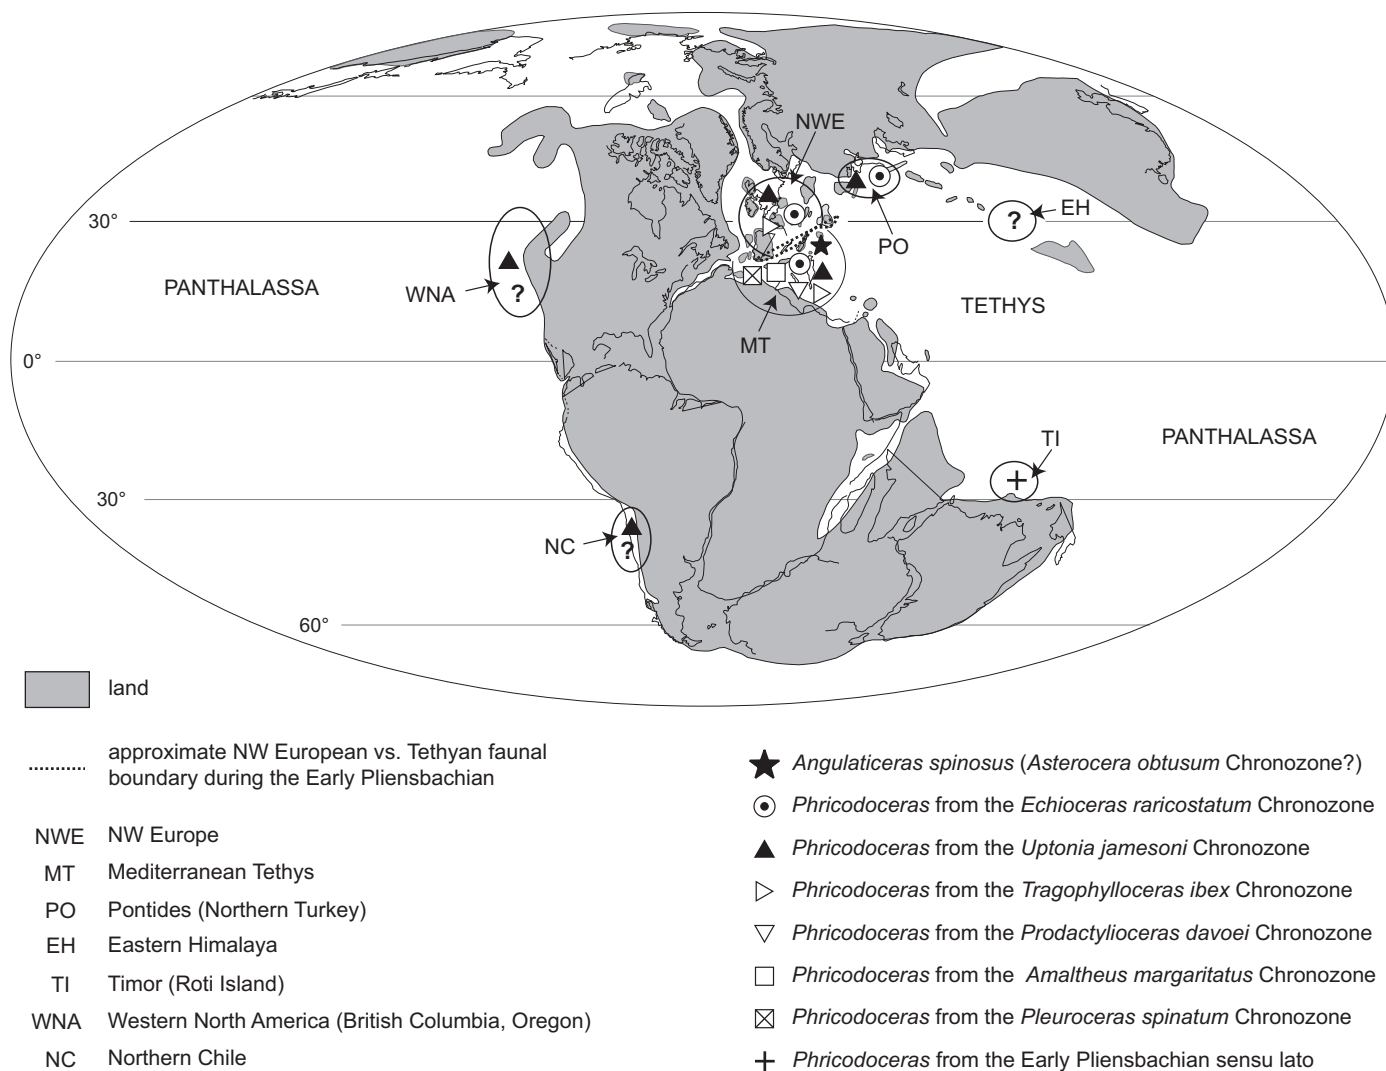 NWE
30°
?
EH
PO
PANTHALASSA
WNA
?
TETHYS
MT
0°
TI
PANTHALASSA
30°
NC
?
60°
land
approximate NW European vs. Tethyan faunal
boundary during the Early Pliensbachian
NWE NW Europe
MT Mediterranean Tethys
PO Pontides (Northern Turkey)
EH Eastern Himalaya
TI Timor (Roti Island)
WNA Western North America (British Columbia, Oregon)
NC Northern Chile
Angulaticeras spinosus (Asterocera obtusum Chronozone?)
Phricodoceras from the Echioceras raricostatum Chronozone
Phricodoceras from the Uptonia jamesoni Chronozone
Phricodoceras from the Tragophylloceras ibex Chronozone
Phricodoceras from the Prodactylioceras davoei Chronozone
Phricodoceras from the Amaltheus margaritatus Chronozone
Phricodoceras from the Pleuroceras spinatum Chronozone
Phricodoceras from the Early Pliensbachian sensu lato